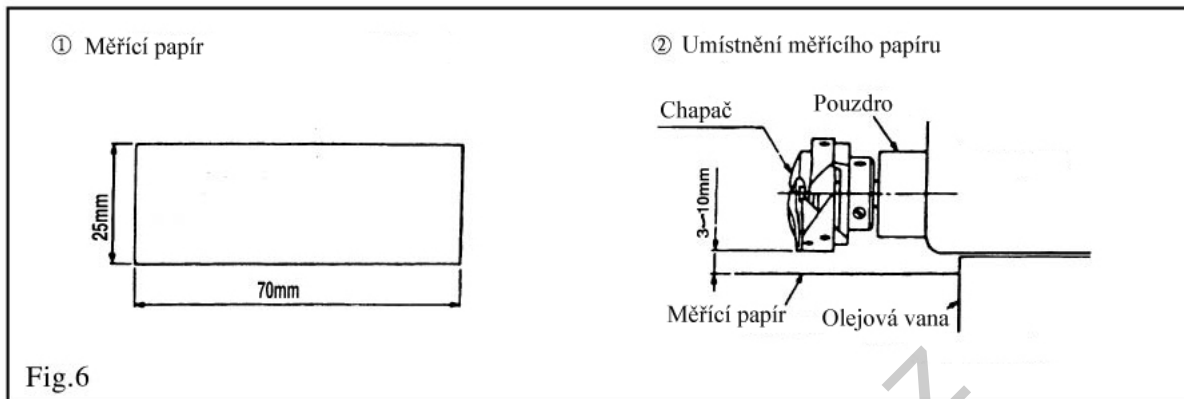 ① Měřící papír
② Umístnění měřícího papíru
25mm
70mm
Chapač
Pouzdro
3~10mm
Měřící papír
Olejová vana
Fig.6